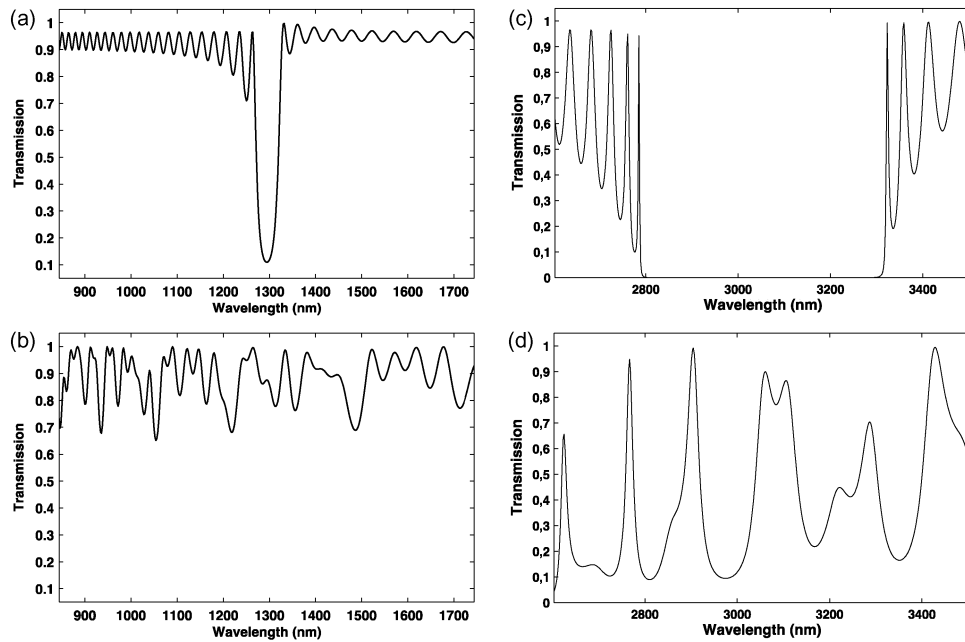 (a)
1
0.9
0.8
0.7
0.6
0.5
0.4
0.3
0.2
0.1
Transmission
900 1000 1100 1200 1300 1400 1500 1600 1700
Wavelength (nm)
(b)
1
0.9
0.8
0.7
0.6
0.5
0.4
0.3
0.2
0.1
Transmission
900 1000 1100 1200 1300 1400 1500 1600 1700
Wavelength (nm)
(c)
1
0,9
0,8
0,7
0,6
0,5
0,4
0,3
0,2
0,1
0
Transmission
2800 3000 3200 3400
Wavelength (nm)
(d)
1
0,9
0,8
0,7
0,6
0,5
0,4
0,3
0,2
0,1
0
Transmission
2800 3000 3200 3400
Wavelength (nm)